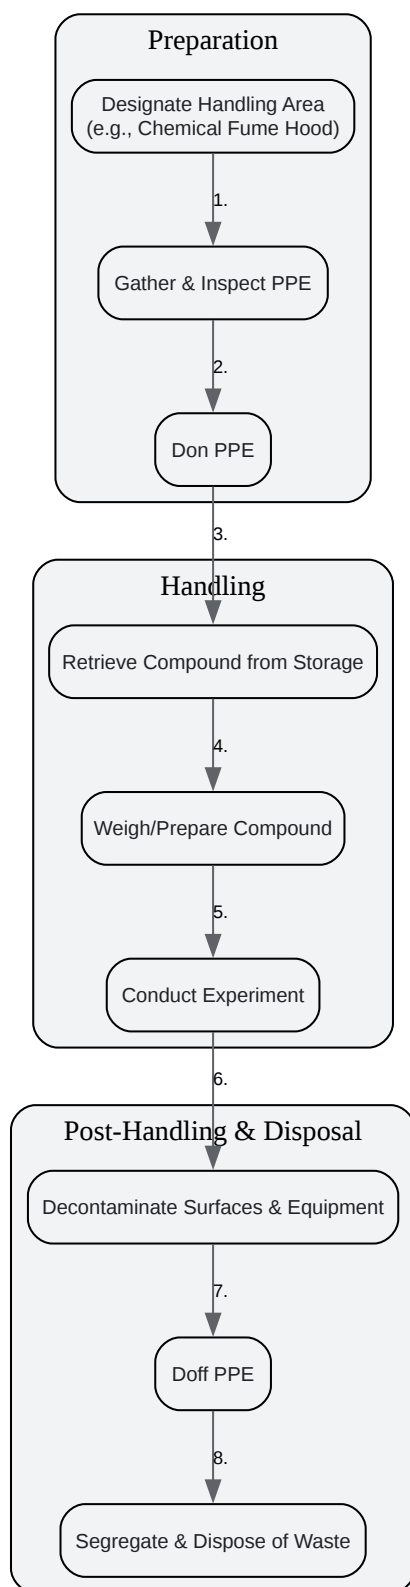 Preparation
Designate Handling Area
(e.g., Chemical Fume Hood)
1.
Gather & Inspect PPE
2.
Don PPE
3.
Handling
Retrieve Compound from Storage
4.
Weigh/Prepare Compound
5.
Conduct Experiment
6.
Post-Handling & Disposal
Decontaminate Surfaces & Equipment
7.
Doff PPE
8.
Segregate & Dispose of Waste